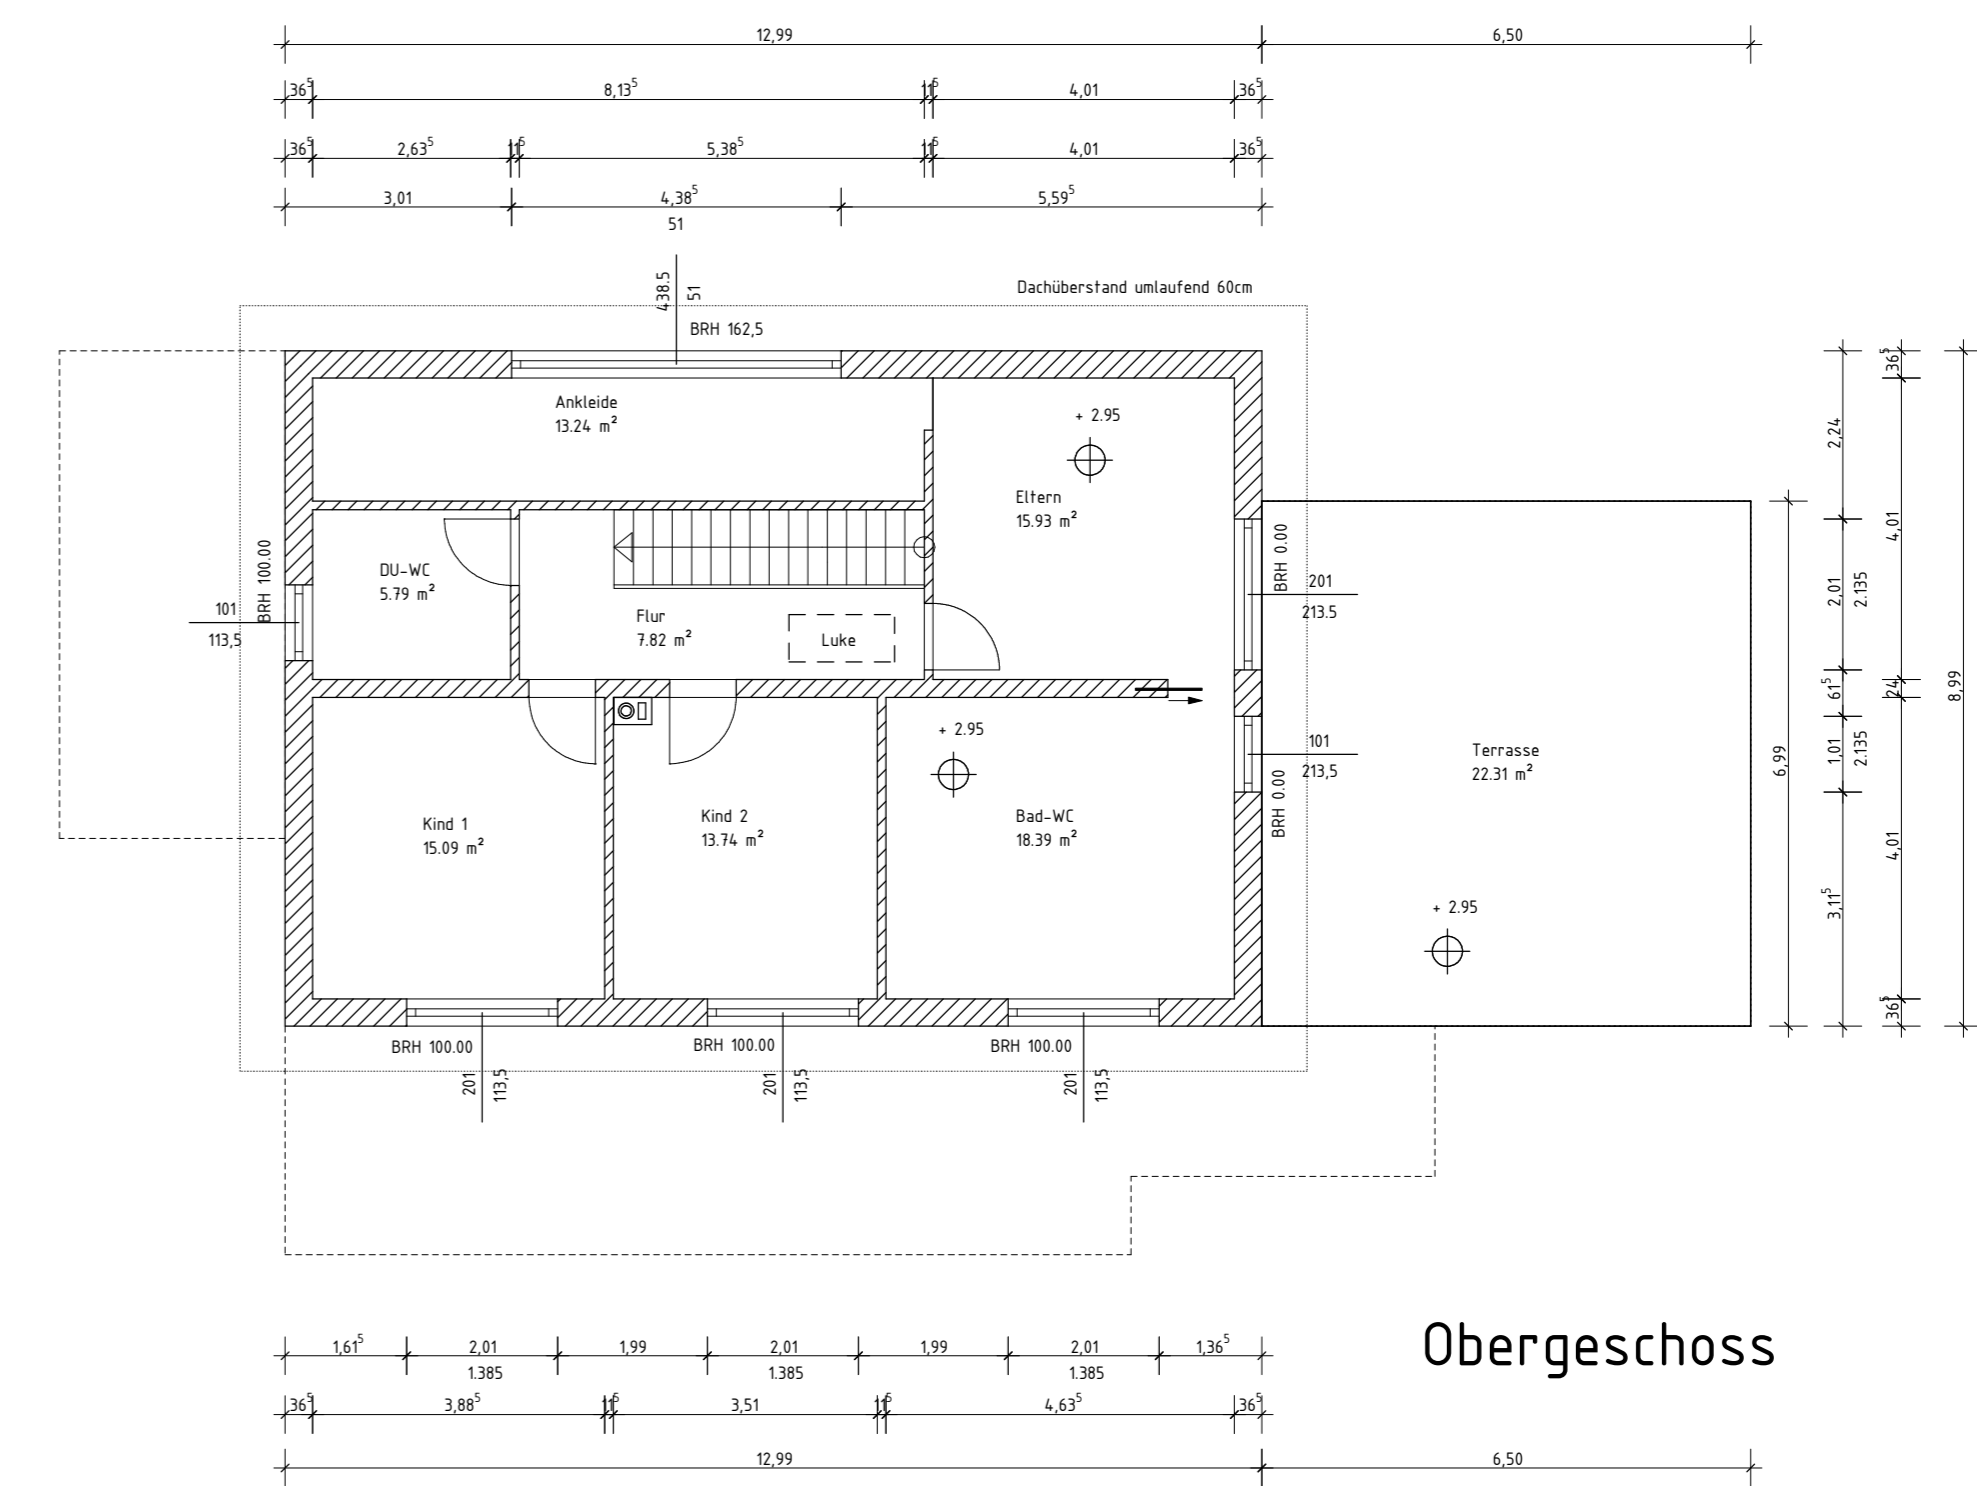 12,99
6,50
36⁵
8,13⁵
11⁵
4,01
36⁵
36⁵
2,63⁵
11⁵
5,38⁵
11⁵
4,01
36⁵
3,01
4,38⁵
5,59⁵
51
438.5
51
BRH 162,5
Dachüberstand umlaufend 60cm
Ankleide
13.24 m²
+ 2.95
Eltern
15.93 m²
DU-WC
5.79 m²
Flur
7.82 m²
Luke
BRH 100.00
101
113,5
BRH 0.00
201
213.5
101
213,5
BRH 0.00
+ 2.95
Kind 1
15.09 m²
Kind 2
13.74 m²
Bad-WC
18.39 m²
Terrasse
22.31 m²
+ 2.95
6,99
2,24
2,01
2.135
61⁵
1,01
2.135
3,11⁵
36⁵
4,01
24
4,01
36⁵
8,99
BRH 100.00
201
113,5
BRH 100.00
201
113,5
BRH 100.00
201
113,5
Obergeschoss
1,61⁵
2,01
1.385
1,99
2,01
1.385
1,99
2,01
1.385
1,36⁵
36⁵
3,88⁵
11⁵
3,51
11⁵
4,63⁵
36⁵
12,99
6,50